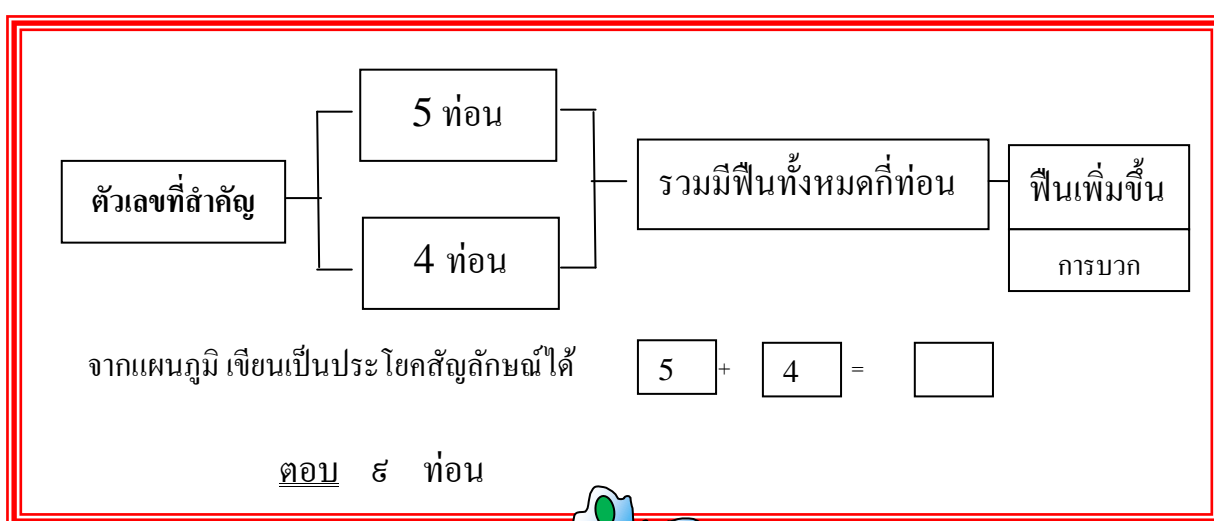 5 ท่อน
ตัวเลขที่สำคัญ
4 ท่อน
รวมมีฟืนทั้งหมดกี่ท่อน
ฟืนเพิ่มขึ้น
การบวก
จากแผนภูมิ เขียนเป็นประโยคสัญลักษณ์ได้ 5 + 4 =
ตอบ ๙ ท่อน